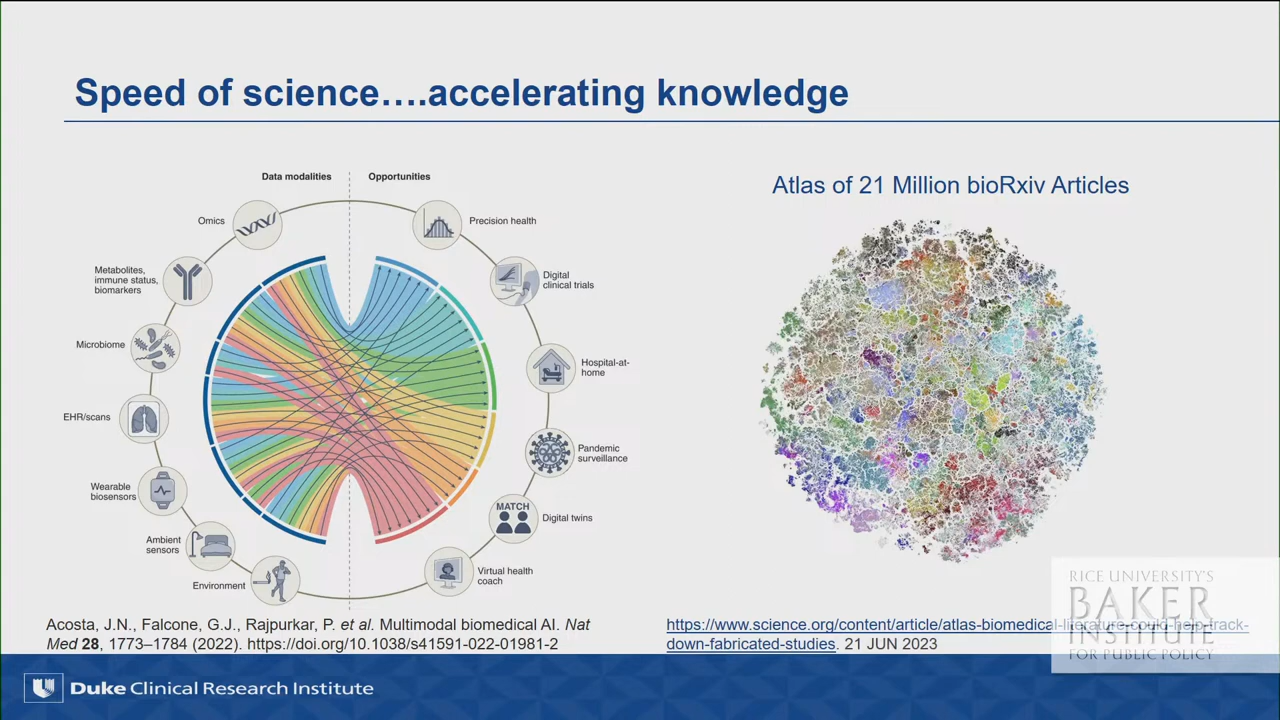 Speed of science….accelerating knowledge
Data modalities
Opportunities
Omics
Metabolites,
immune status,
biomarkers
Microbiome
EHR/scans
Wearable
biosensors
Ambient
sensors
Environment
Precision health
Digital
clinical trials
Hospital-at-
home
Pandemic
surveillance
MATCH
Digital twins
Virtual health
coach
Acosta, J.N., Falcone, G.J., Rajpurkar, P. et al. Multimodal biomedical AI. Nat
Med 28, 1773–1784 (2022). https://doi.org/10.1038/s41591-022-01981-2
Atlas of 21 Million bioRxiv Articles
https://www.science.org/content/article/atlas-biomedical-literature-could-help-track-
down-fabricated-studies. 21 JUN 2023
RICE UNIVERSITY'S
BAKER
INSTITUTE
FOR PUBLIC POLICY
Duke Clinical Research Institute